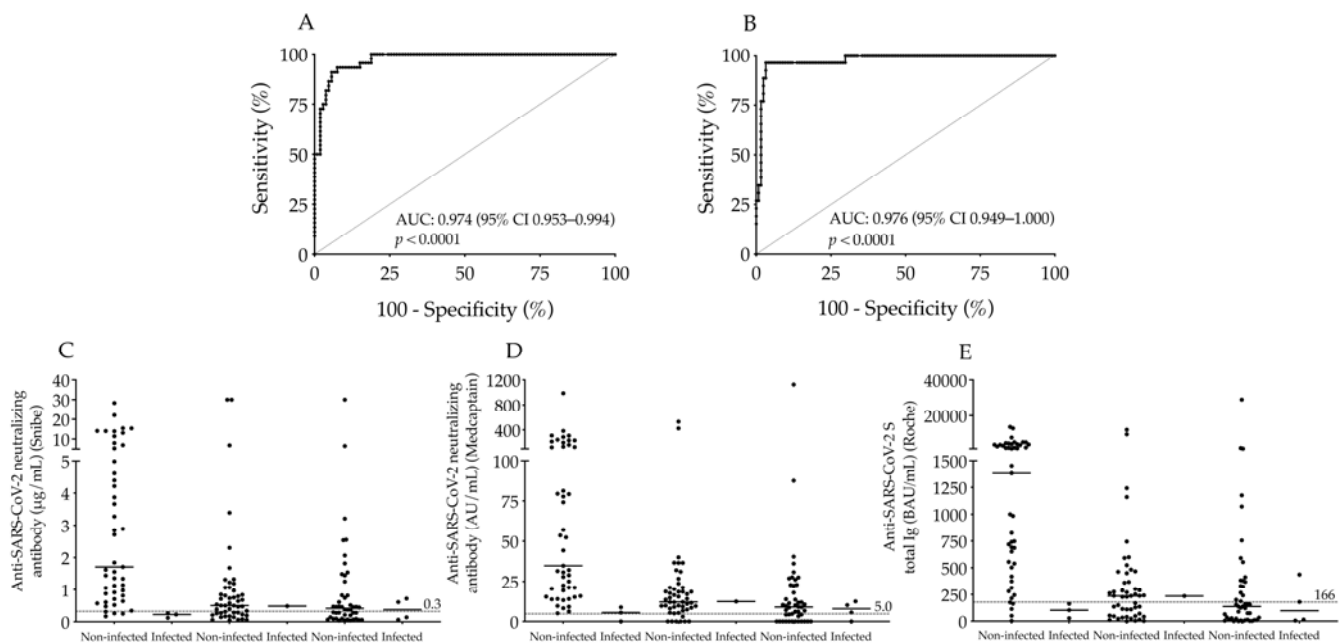 A
100
75
50
25
0
Sensitivity (%)
AUC: 0.974 (95% CI 0.953–0.994)
p < 0.0001
0 25 50 75 100
100 - Specificity (%)
B
100
75
50
25
0
Sensitivity (%)
AUC: 0.976 (95% CI 0.949–1.000)
p < 0.0001
0 25 50 75 100
100 - Specificity (%)
C
Anti-SARS-CoV-2 neutralizing
antibody (µg/mL) (Snibe)
40
30
20
10
5
4
3
2
1
0
0.3
Non-infected Infected Non-infected Infected Non-infected Infected
D
Anti-SARS-CoV-2 neutralizing
antibody (AU/mL) (Medcaptain)
1200
800
400
100
75
50
25
0
5.0
Non-infected Infected Non-infected Infected Non-infected Infected
E
Anti-SARS-CoV-2 S
total Ig (BAU/mL) (Roche)
40000
20000
1500
1250
1000
750
500
250
0
166
Non-infected Infected Non-infected Infected Non-infected Infected